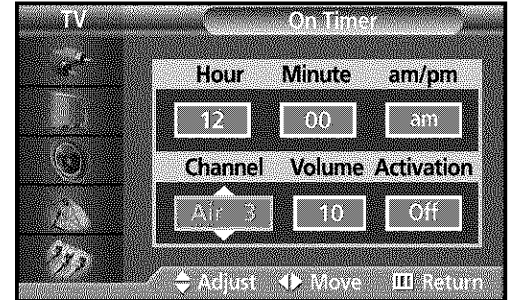 TV On Timer
Hour Minute am/pm
12 00 am
Channel Volume Activation
Air 3 10 Off
Adjust Move Return